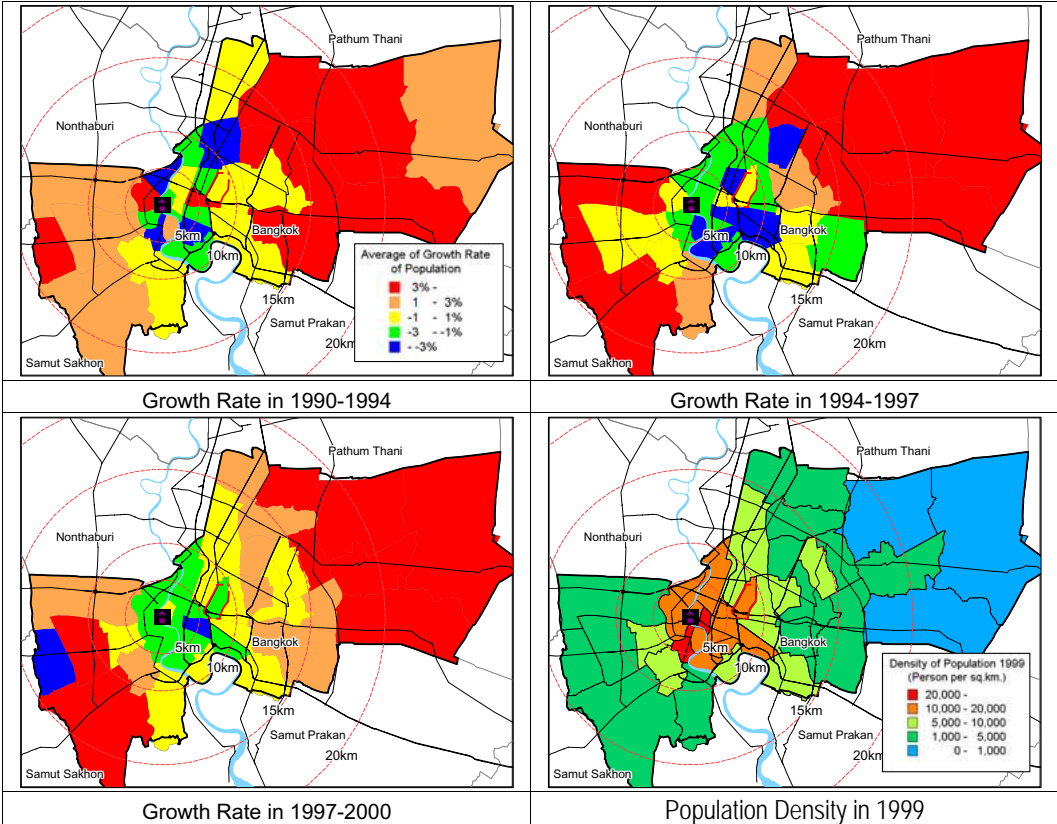 Pathum Thani
Nonthaburi
Bangkok
5km
10km
15km
20km
Samut Prakan
Samut Sakhon
Average of Growth Rate
of Population
3% -
1 - 3%
-1 - 1%
-3 - -1%
- -3%
Growth Rate in 1990-1994
Pathum Thani
Nonthaburi
Bangkok
5km
10km
15km
20km
Samut Prakan
Samut Sakhon
Growth Rate in 1994-1997
Pathum Thani
Nonthaburi
Bangkok
5km
10km
15km
20km
Samut Prakan
Samut Sakhon
Growth Rate in 1997-2000
Pathum Thani
Nonthaburi
Bangkok
5km
10km
15km
20km
Samut Prakan
Samut Sakhon
Density of Population 1999
(Person per sq.km.)
20,000 -
10,000 - 20,000
5,000 - 10,000
1,000 - 5,000
0 - 1,000
Population Density in 1999